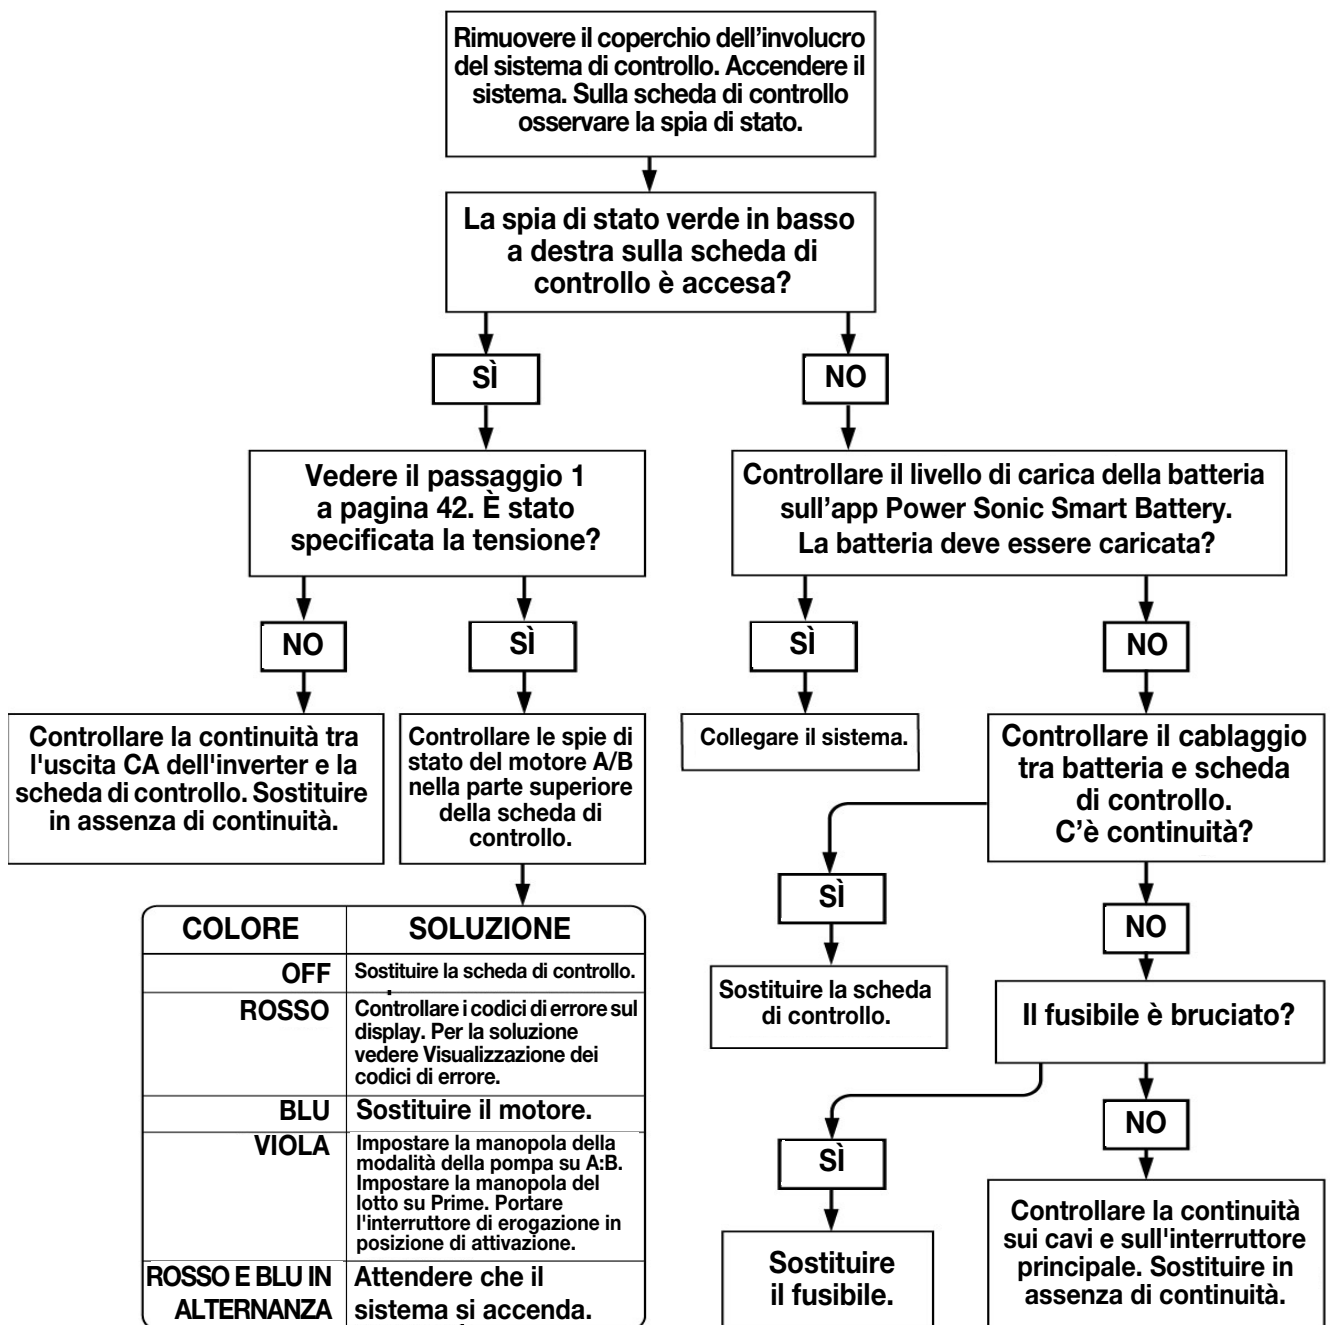 Rimuovere il coperchio dell'involucro
del sistema di controllo. Accendere il
sistema. Sulla scheda di controllo
osservare la spia di stato.
La spia di stato verde in basso
a destra sulla scheda di
controllo è accesa?
SÌ
NO
Vedere il passaggio 1
a pagina 42. È stato
specificata la tensione?
Controllare il livello di carica della batteria
sull'app Power Sonic Smart Battery.
La batteria deve essere caricata?
NO
SÌ
SÌ
NO
Controllare la continuità tra
l'uscita CA dell'inverter e la
scheda di controllo. Sostituire
in assenza di continuità.
Controllare le spie di
stato del motore A/B
nella parte superiore
della scheda di
controllo.
Collegare il sistema.
Controllare il cablaggio
tra batteria e scheda
di controllo.
C'è continuità?
SÌ
NO
Sostituire la scheda
di controllo.
Il fusibile è bruciato?
SÌ
NO
Sostituire
il fusibile.
Controllare la continuità
sui cavi e sull'interruttore
principale. Sostituire in
assenza di continuità.
COLORE SOLUZIONE
OFF Sostituire la scheda di controllo.
ROSSO Controllare i codici di errore sul
display. Per la soluzione
vedere Visualizzazione dei
codici di errore.
BLU Sostituire il motore.
VIOLA Impostare la manopola della
modalità della pompa su A:B.
Impostare la manopola del
lotto su Prime. Portare
l'interruttore di erogazione in
posizione di attivazione.
ROSSO E BLU IN Attendere che il
ALTERNANZA sistema si accenda.